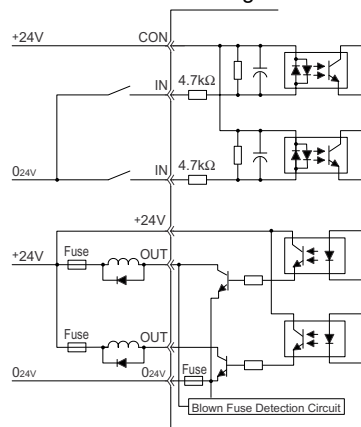 +24V CON
IN 4.7kΩ
4.7kΩ
024V IN
+24V
+24V Fuse OUT
Fuse OUT
024V 024V Fuse
Blown Fuse Detection Circuit